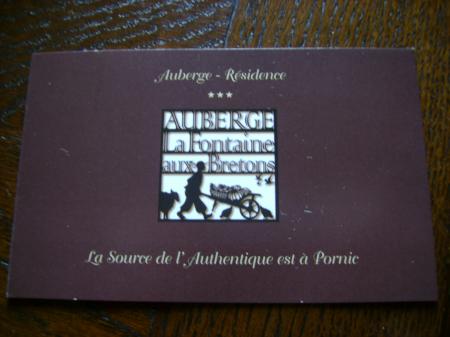 Auberge - Résidence
***
AUBERGE
La Fontaine
aux Bretons
La Source de l'Authentique est à Pornic